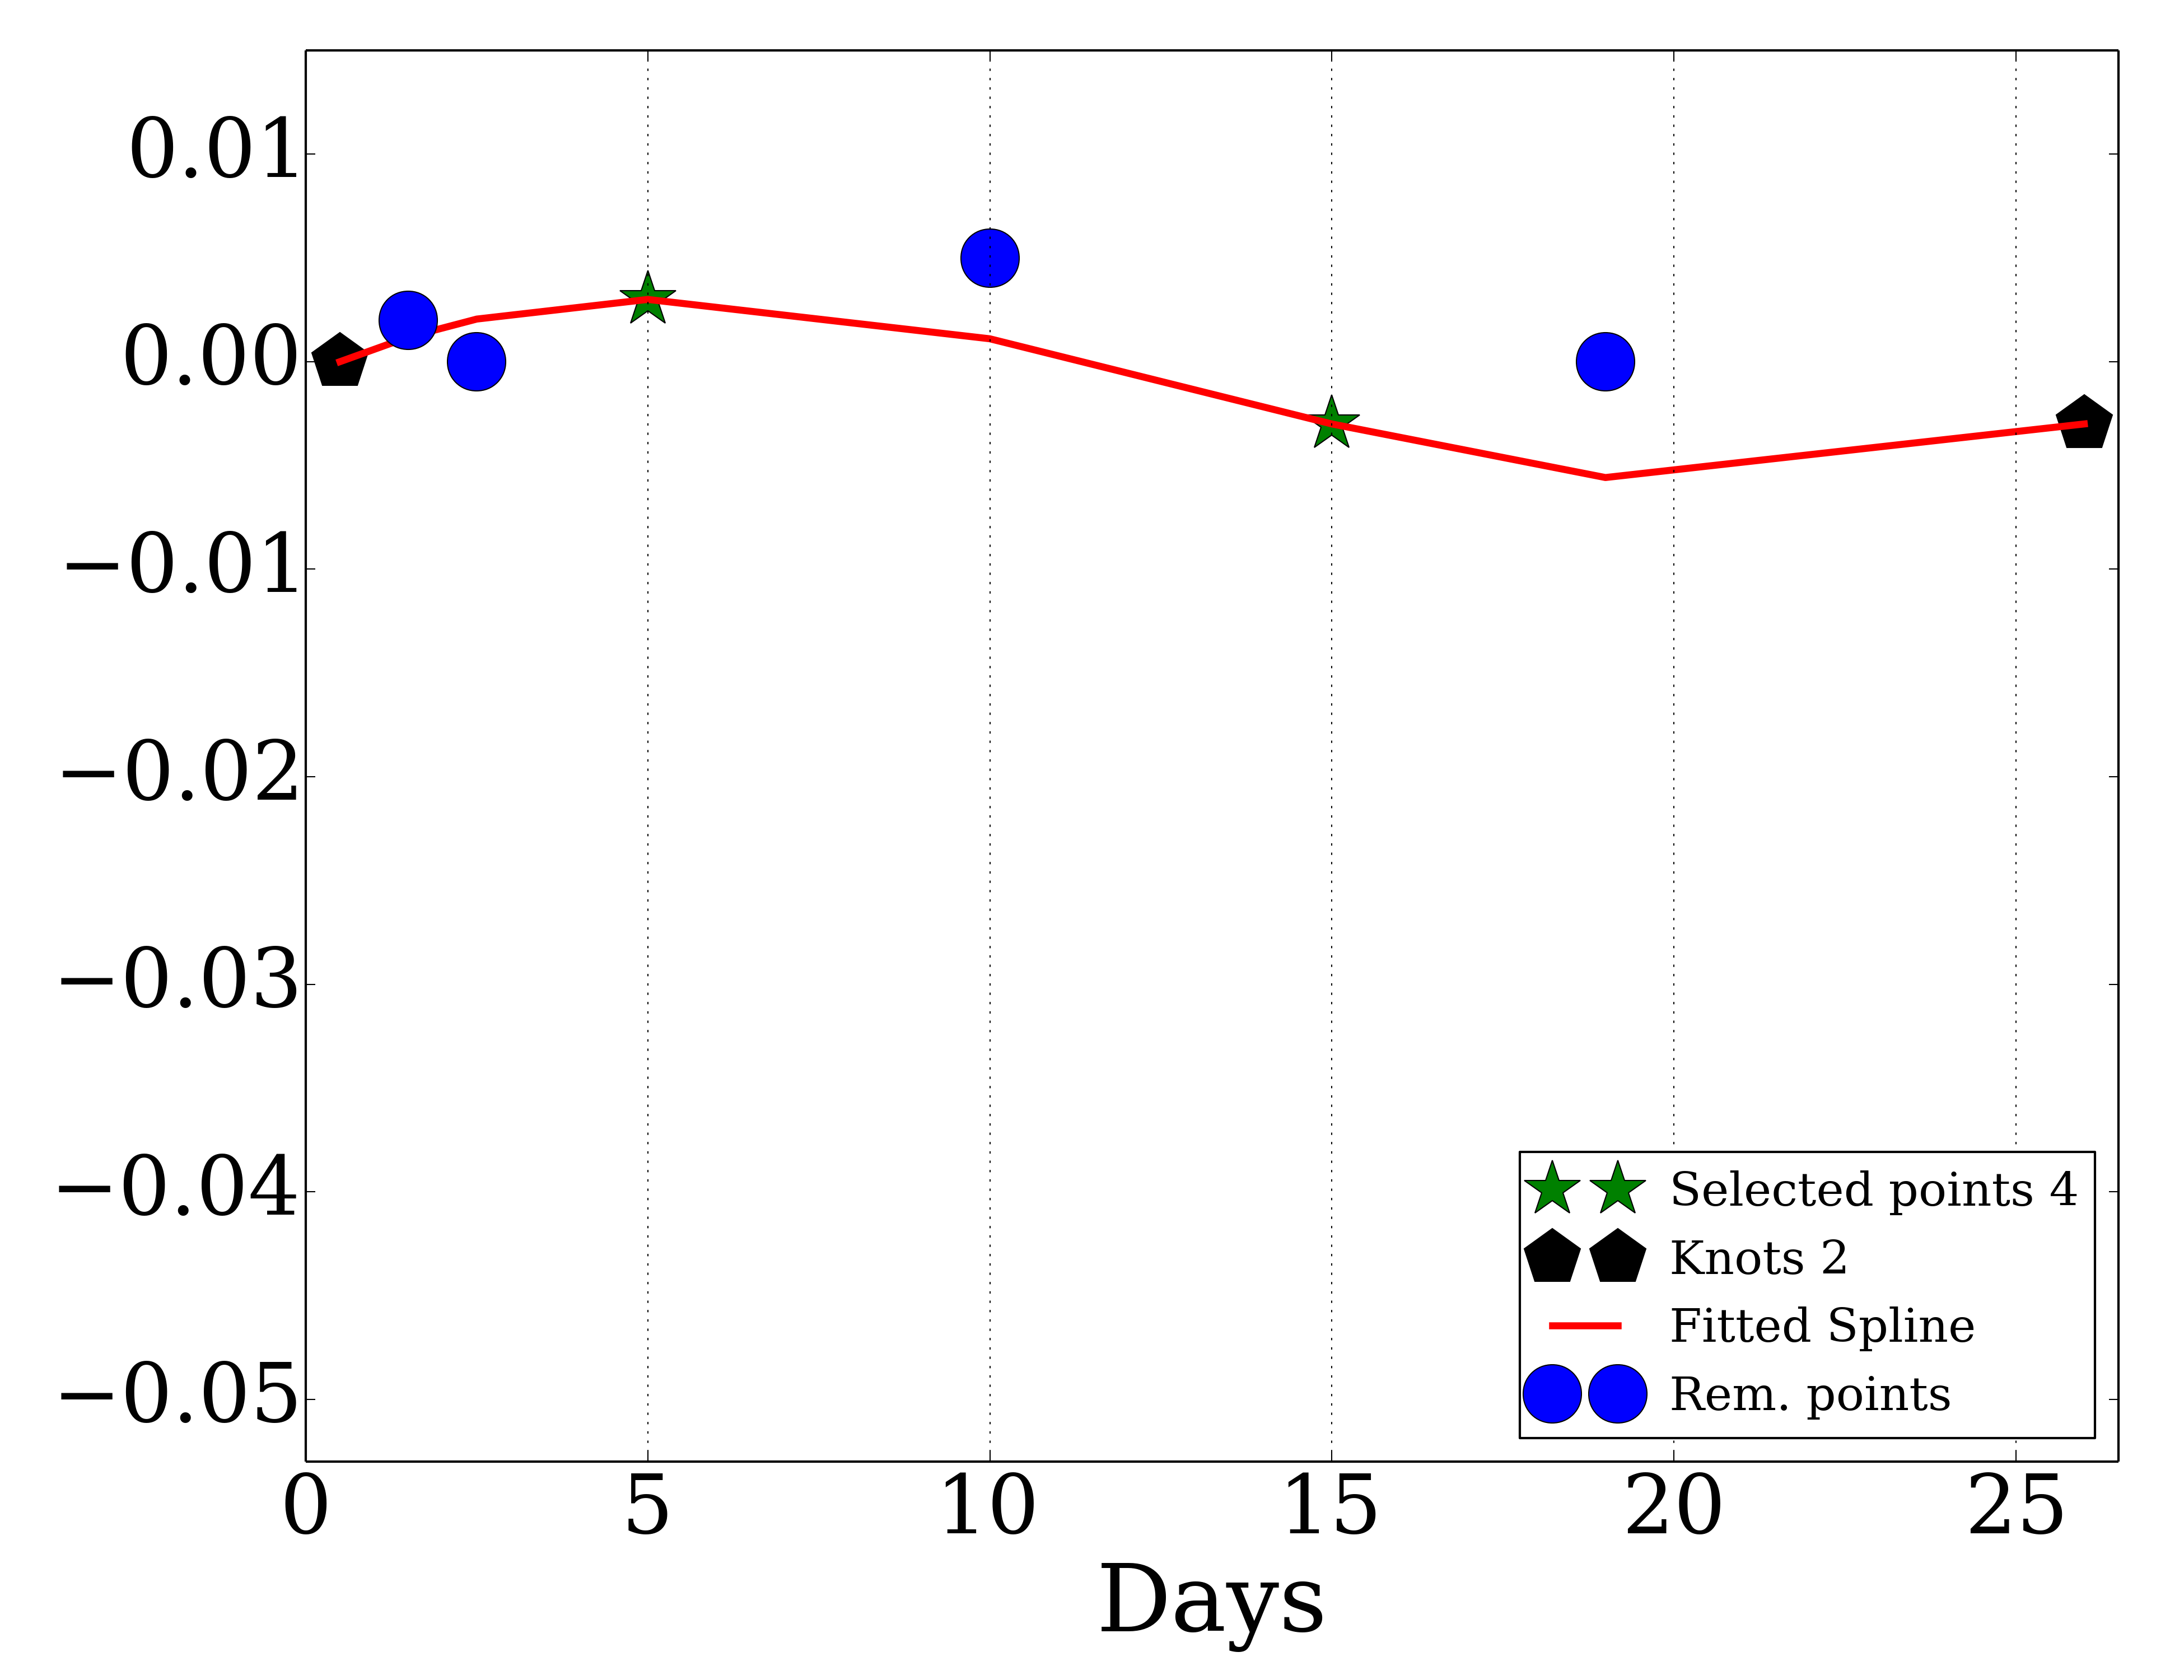 0.01
0.00
−0.01
−0.02
−0.03
−0.04
−0.05
Selected points 4
Knots 2
Fitted Spline
Rem. points
0 5 10 15 20 25
Days